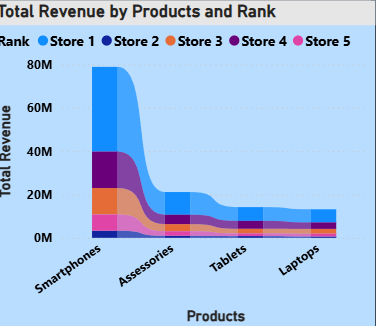 Total Revenue by Products and Rank
Rank Store 1 Store 2 Store 3 Store 4 Store 5
80M
60M
40M
20M
0M
Total Revenue
Smartphones
Assessories
Tablets
Laptops
Products